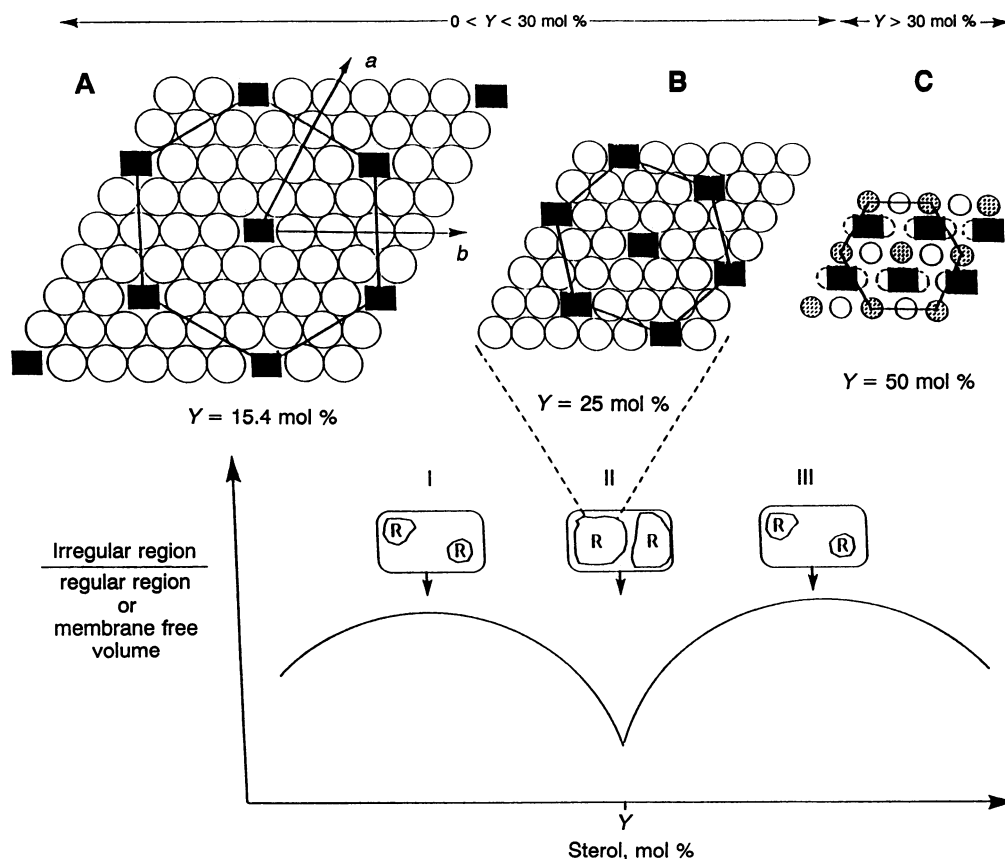 0 < Y < 30 mol %
Y > 30 mol %
A
a
b
B
C
Y = 15.4 mol %
Y = 25 mol %
Y = 50 mol %
I
II
III
R
R
R
R
R
R
Irregular region
regular region
or
membrane free
volume
Y
Sterol, mol %